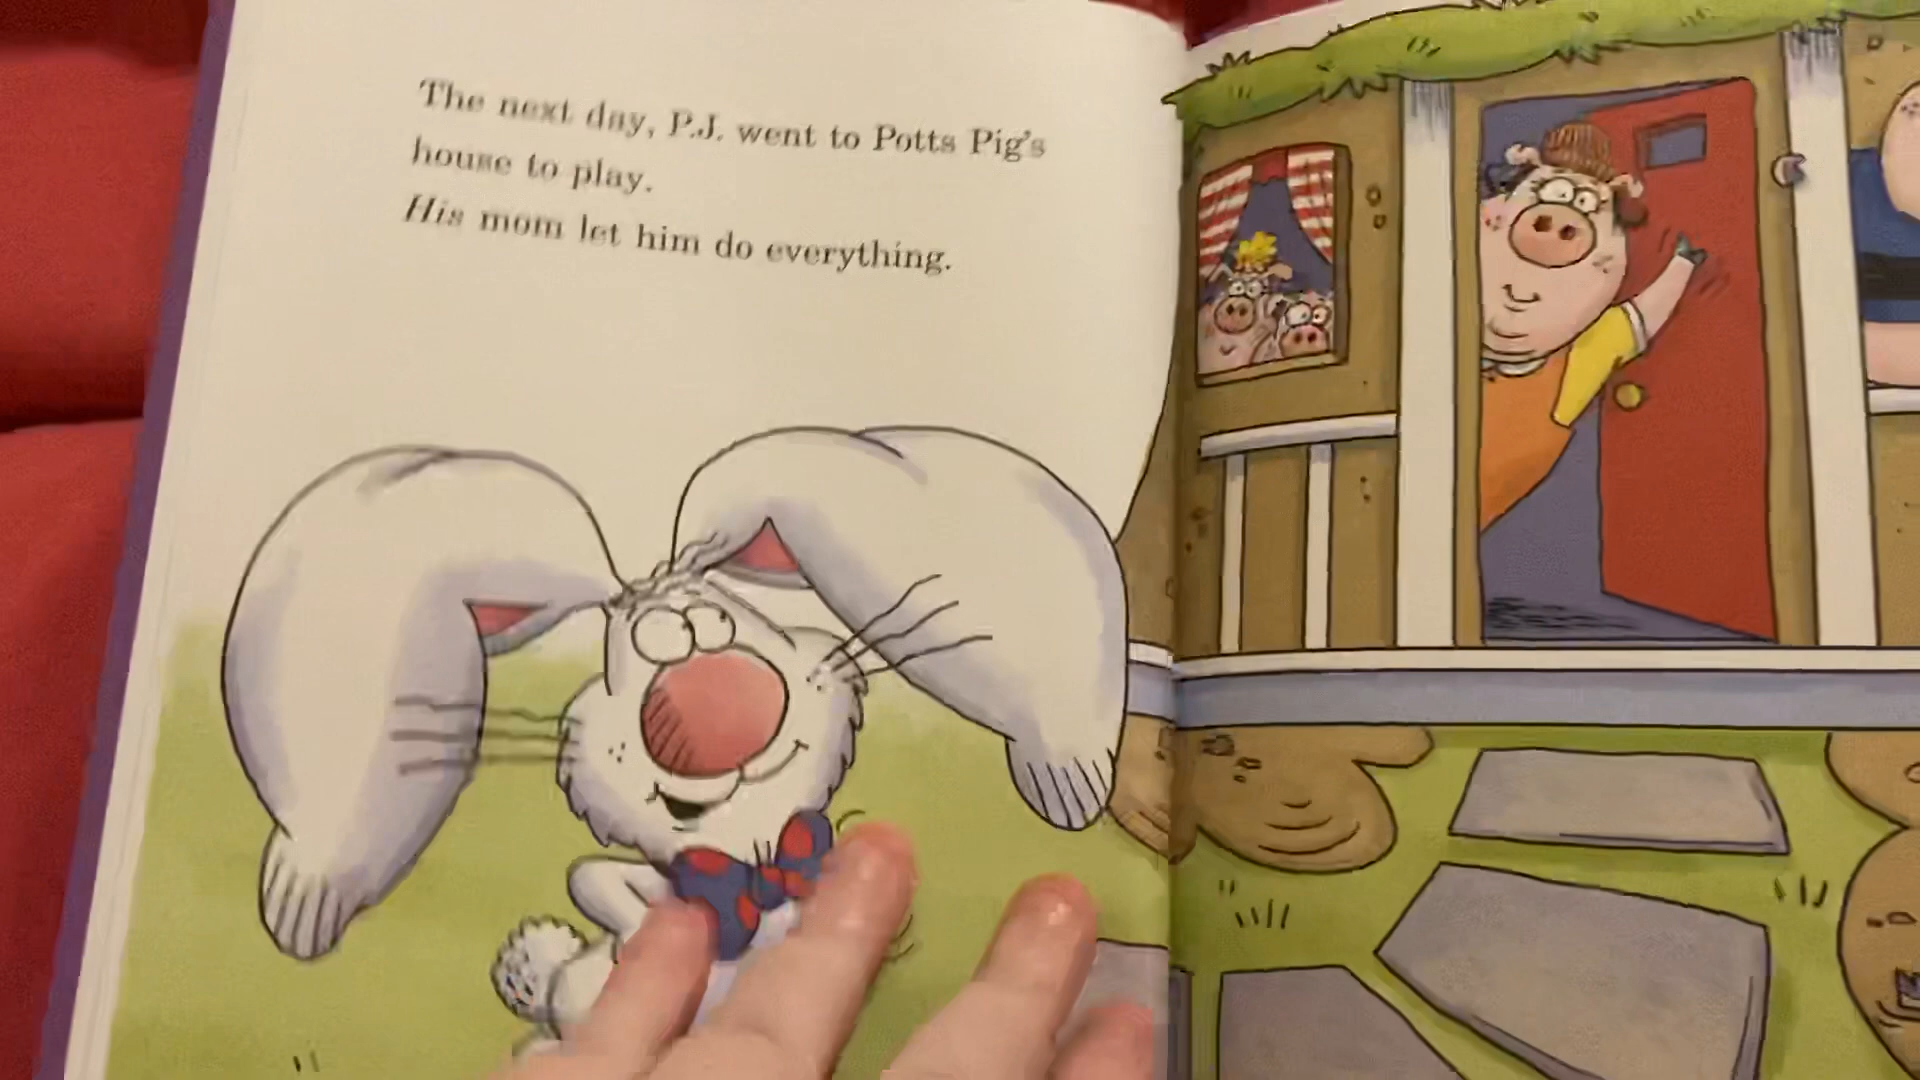 The next day, P.J. went to Potts Pig's
house to play.
His mom let him do everything.